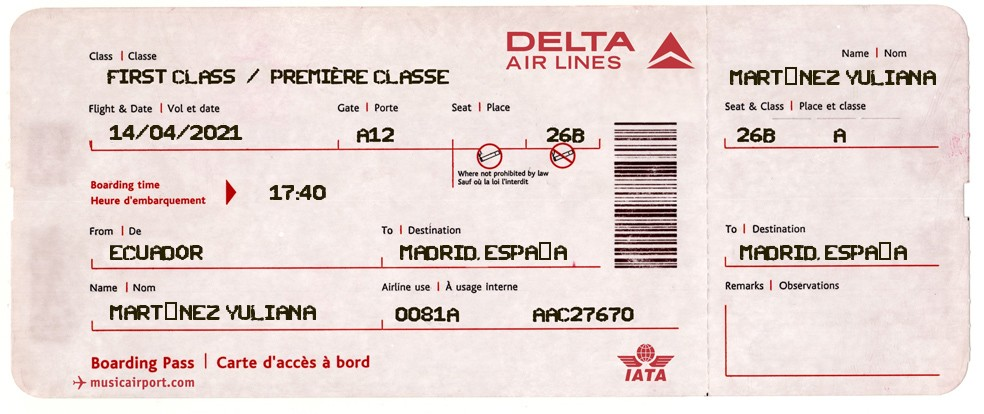 DELTA
AIR LINES
Class | Classe
FIRST CLASS / PREMIÈRE CLASSE
Flight & Date | Vol et date
Gate | Porte
Seat | Place
14/04/2021
A12
26B
Where not prohibited by law
Sauf où la loi l'interdit
Boarding time
Heure d'embarquement
17:40
From | De
To | Destination
ECUADOR
MADRID, ESPA□A
Name | Nom
Airline use | À usage interne
MART□NEZ YULIANA
0081A
AAC27670
Boarding Pass | Carte d'accès à bord
musicairport.com
IATA
Name | Nom
MART□NEZ YULIANA
Seat & Class | Place et classe
26B
A
To | Destination
MADRID, ESPA□A
Remarks | Observations